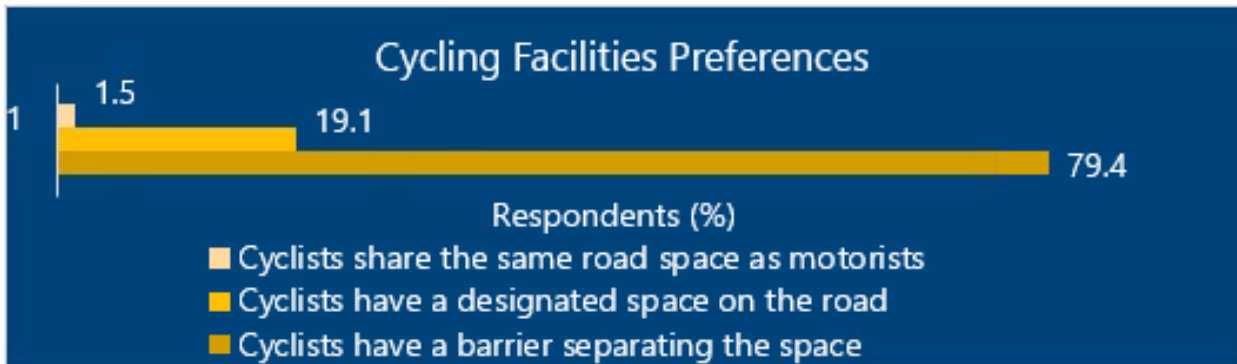 Cycling Facilities Preferences
1.5
1
19.1
79.4
Respondents (%)
Cyclists share the same road space as motorists
Cyclists have a designated space on the road
Cyclists have a barrier separating the space